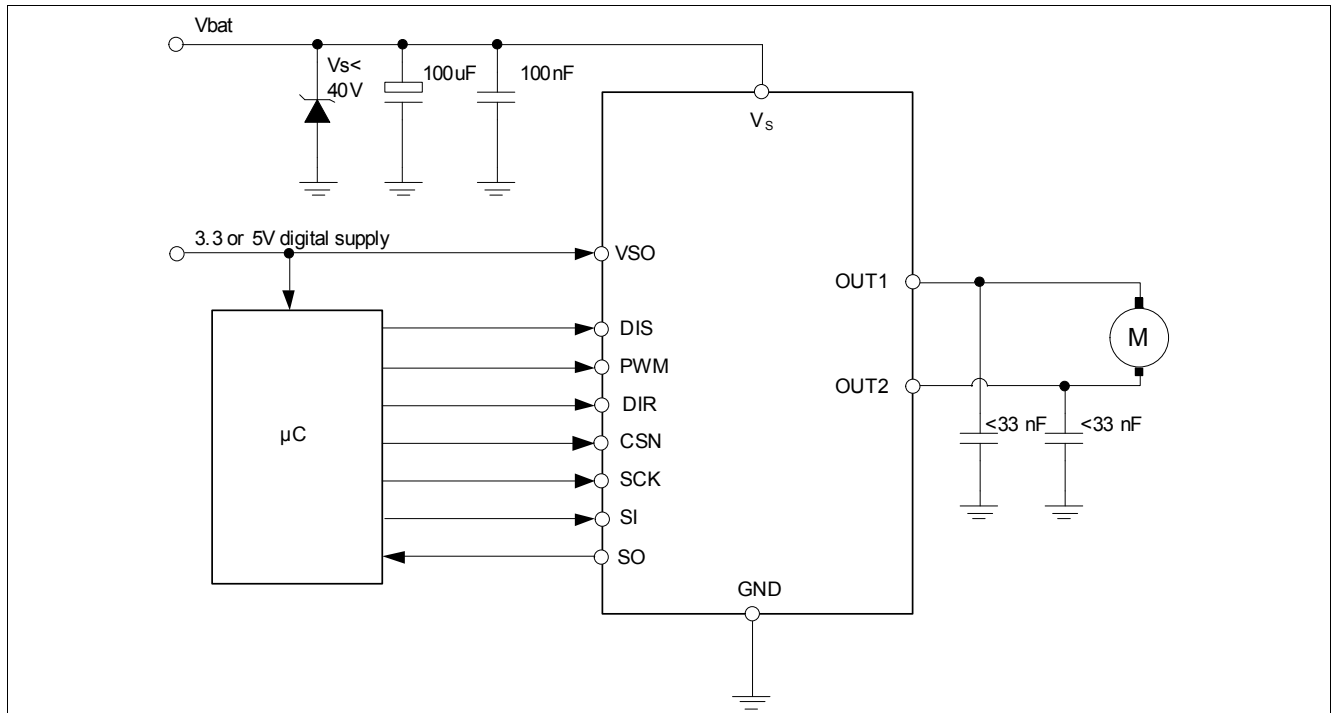 Vbat
Vs<
40V
100uF
100nF
Vs
3.3 or 5V digital supply
VSO
OUT1
DIS
M
PWM
OUT2
DIR
<33 nF
<33 nF
µC
CSN
SCK
SI
SO
GND